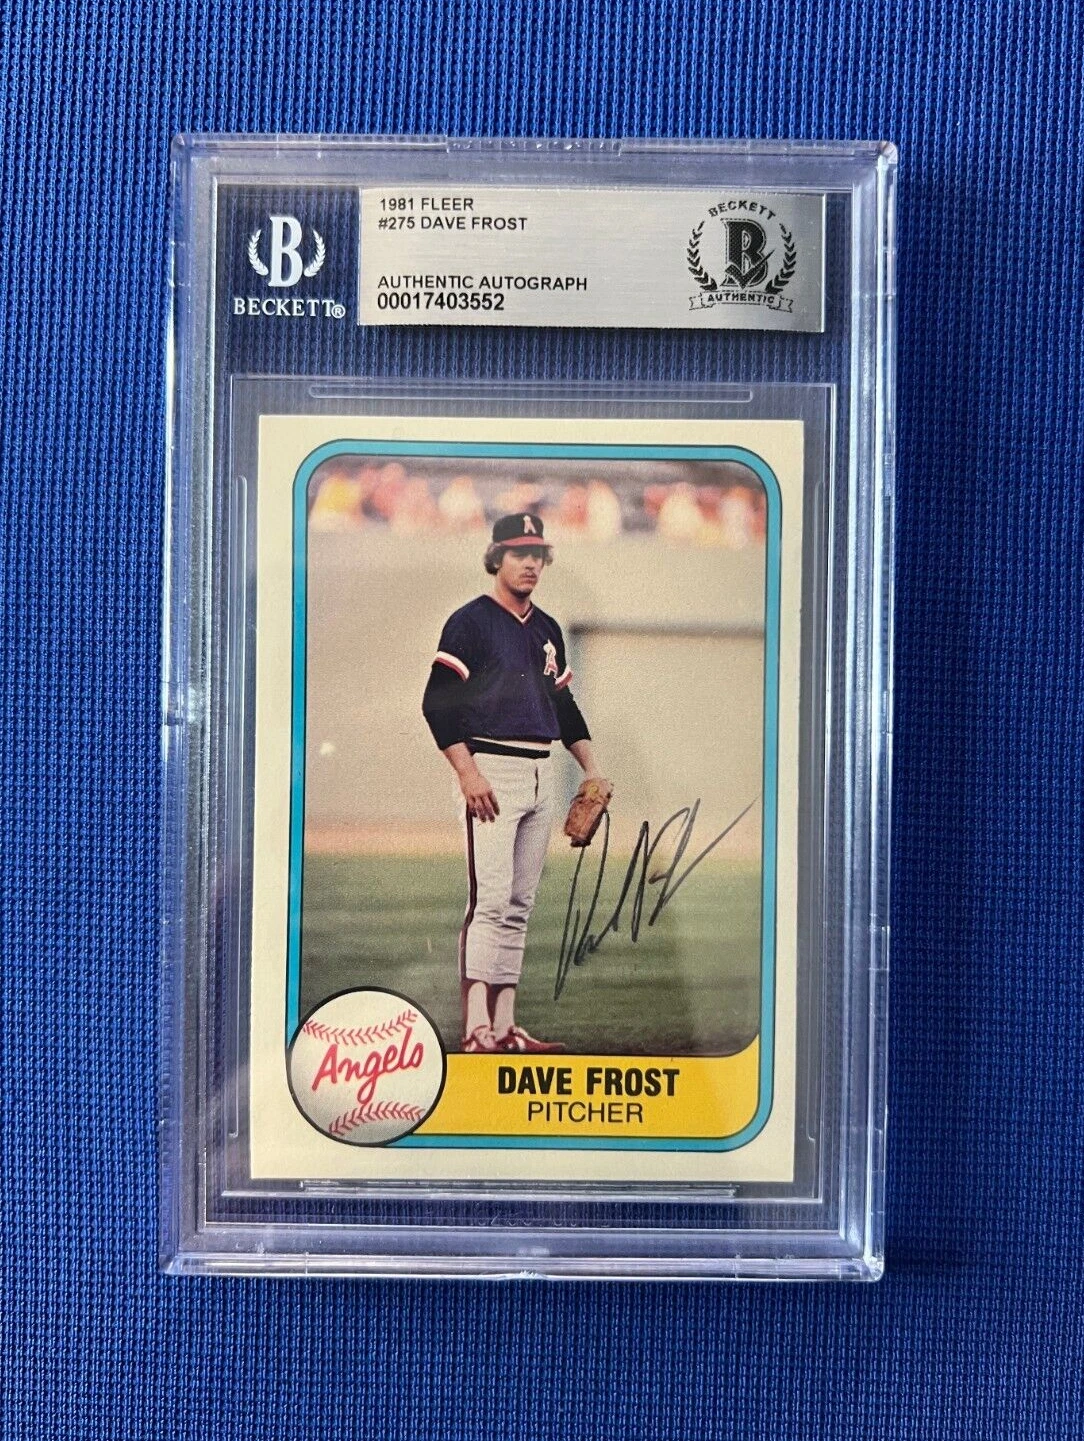 1981 FLEER
#275 DAVE FROST
AUTHENTIC AUTOGRAPH
00017403552
B
BECKETT®
BECKETT
B
AUTHENTIC
A
A
Angels
DAVE FROST
PITCHER